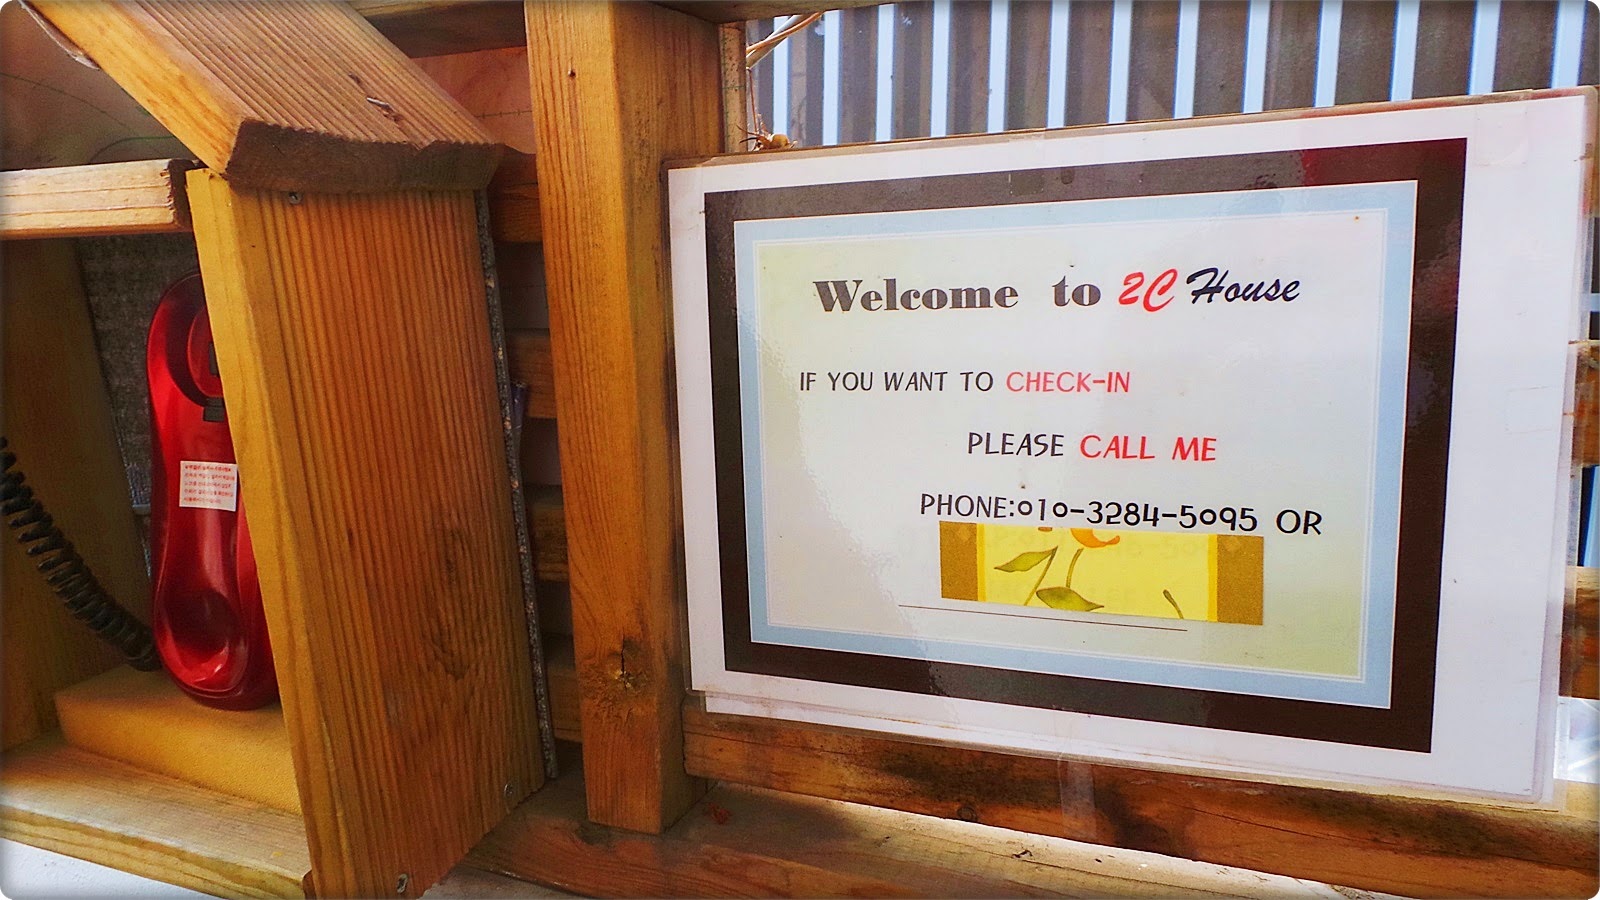 Welcome to 2C House
IF YOU WANT TO CHECK-IN
PLEASE CALL ME
PHONE:010-3284-5095 OR